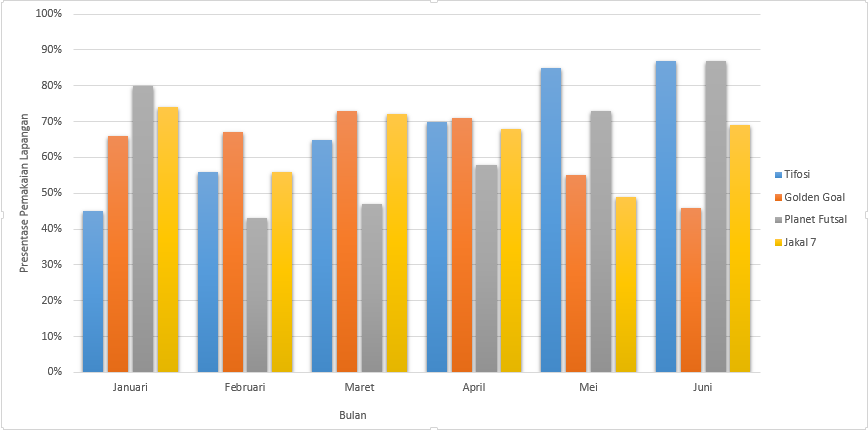 100%
90%
80%
70%
60%
50%
40%
30%
20%
10%
0%
Presentase Pemakaian Lapangan
Januari
Februari
Maret
April
Mei
Juni
Bulan
Tifosi
Golden Goal
Planet Futsal
Jakal 7